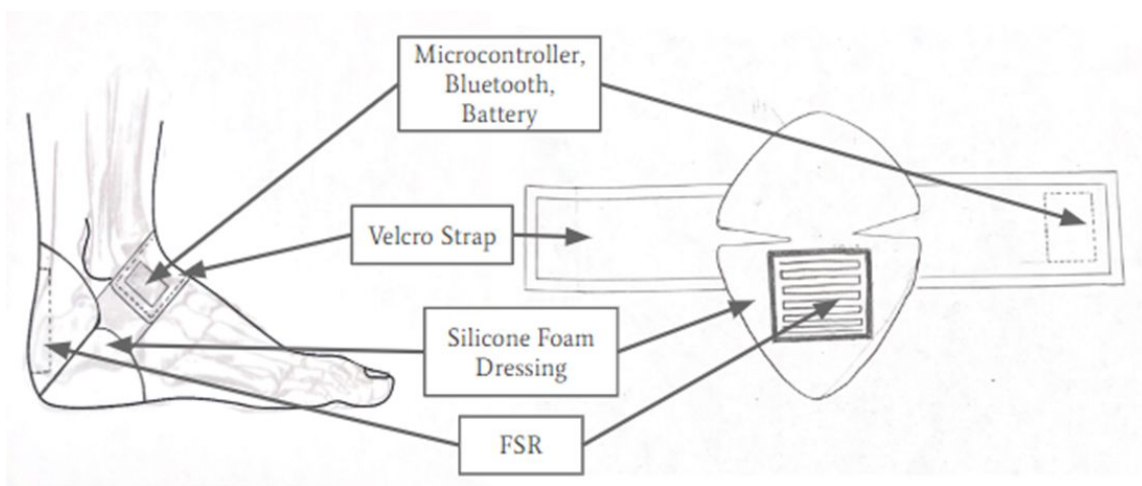 Microcontroller,
Bluetooth,
Battery
Velcro Strap
Silicone Foam
Dressing
FSR